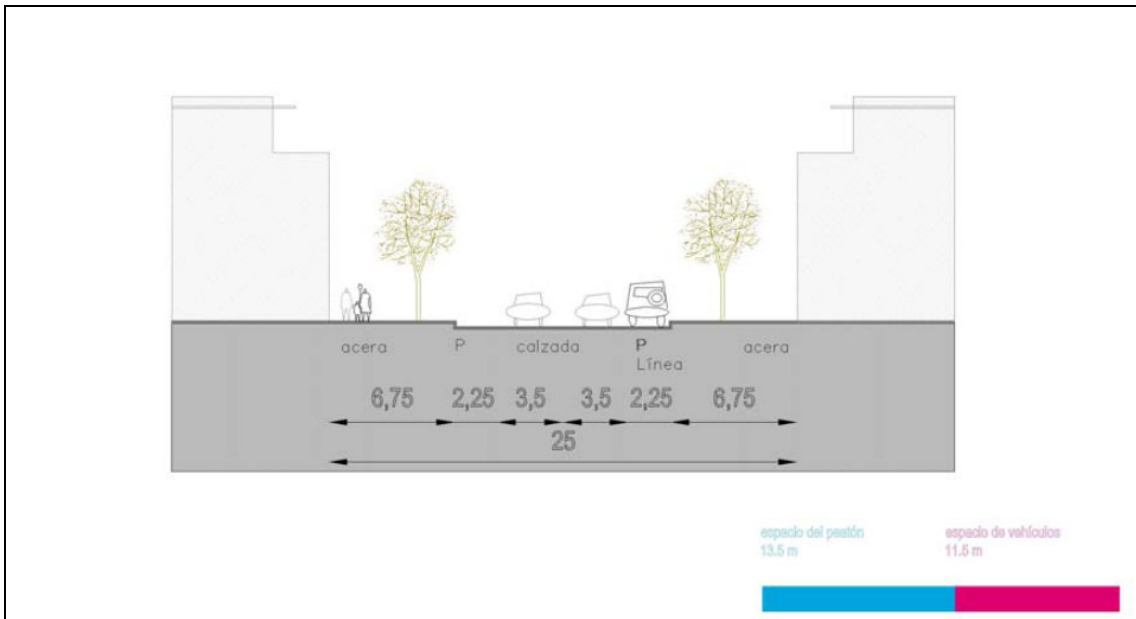 acera P calzada P acera
Línea
6,75 2,25 3,5 3,5 2,25 6,75
25
espacio del peatón espacio de vehículos
13.5 m 11.5 m